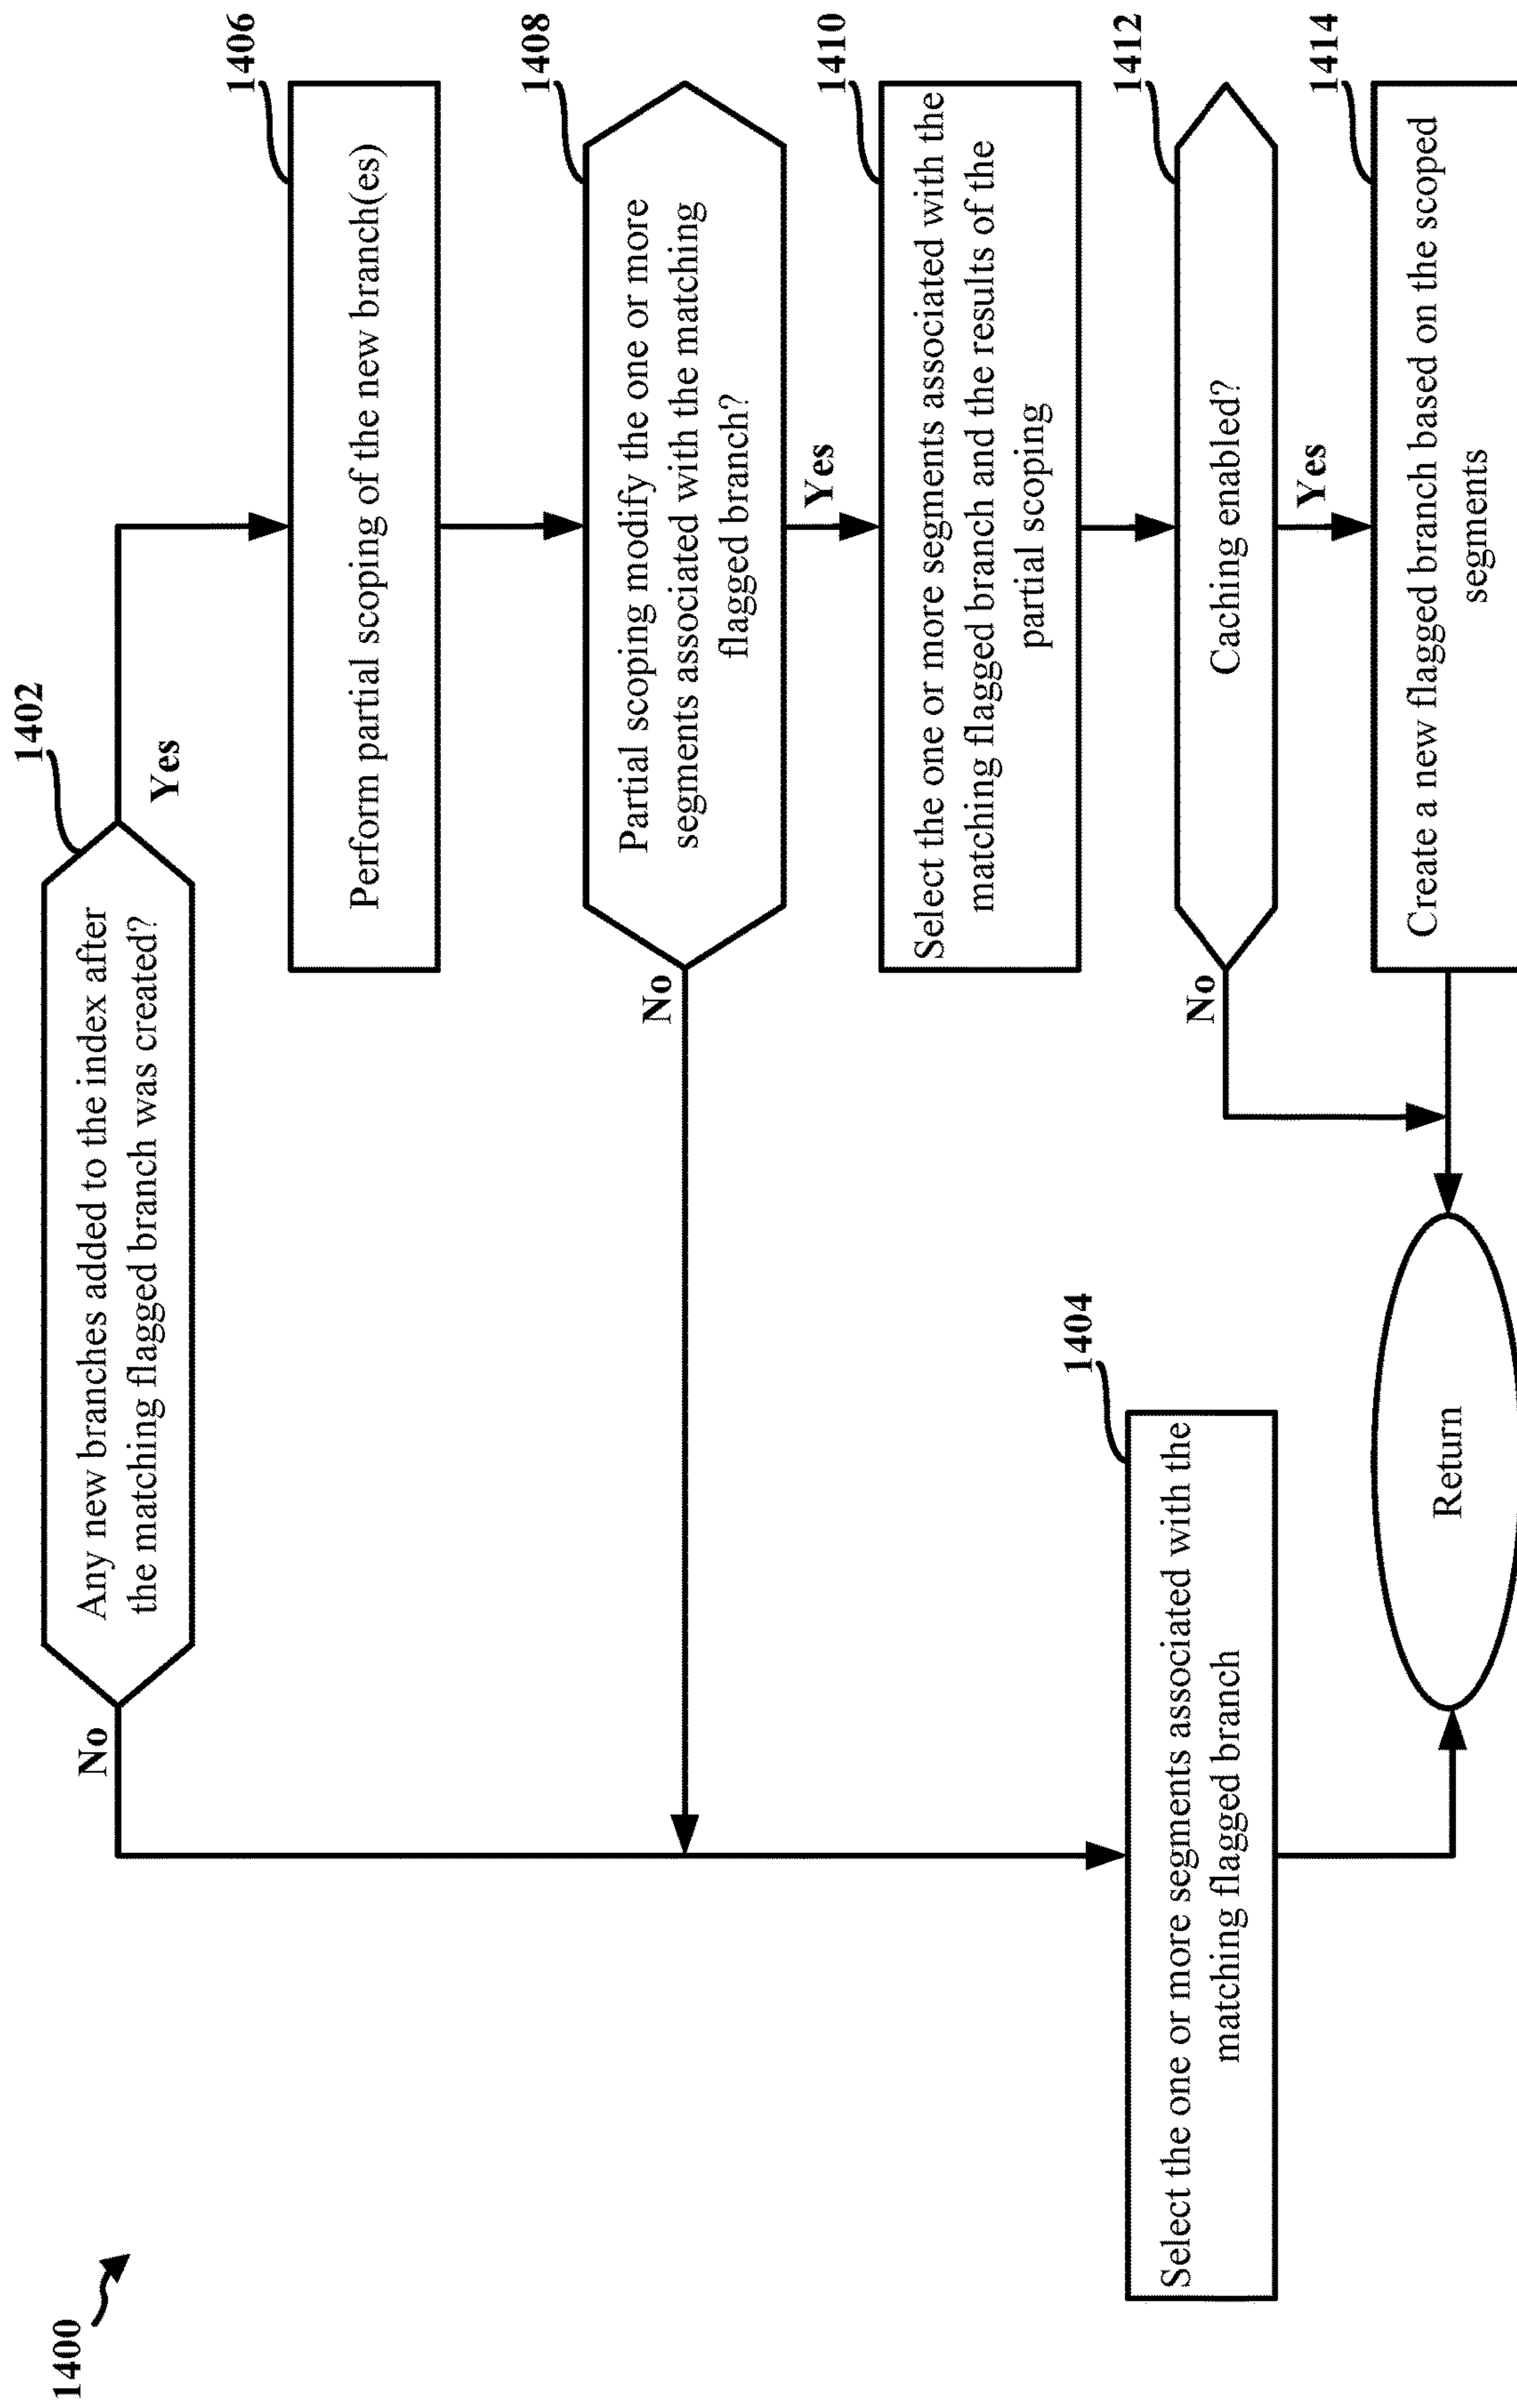 1400
1402
Any new branches added to the index after
the matching flagged branch was created?
No
Yes
1406
Perform partial scoping of the new branch(es)
1408
Partial scoping modify the one or more
segments associated with the matching
flagged branch?
No
Yes
1410
Select the one or more segments associated with the
matching flagged branch and the results of the
partial scoping
1404
Select the one or more segments associated with the
matching flagged branch
1412
Caching enabled?
No
Yes
1414
Create a new flagged branch based on the scoped
segments
Return